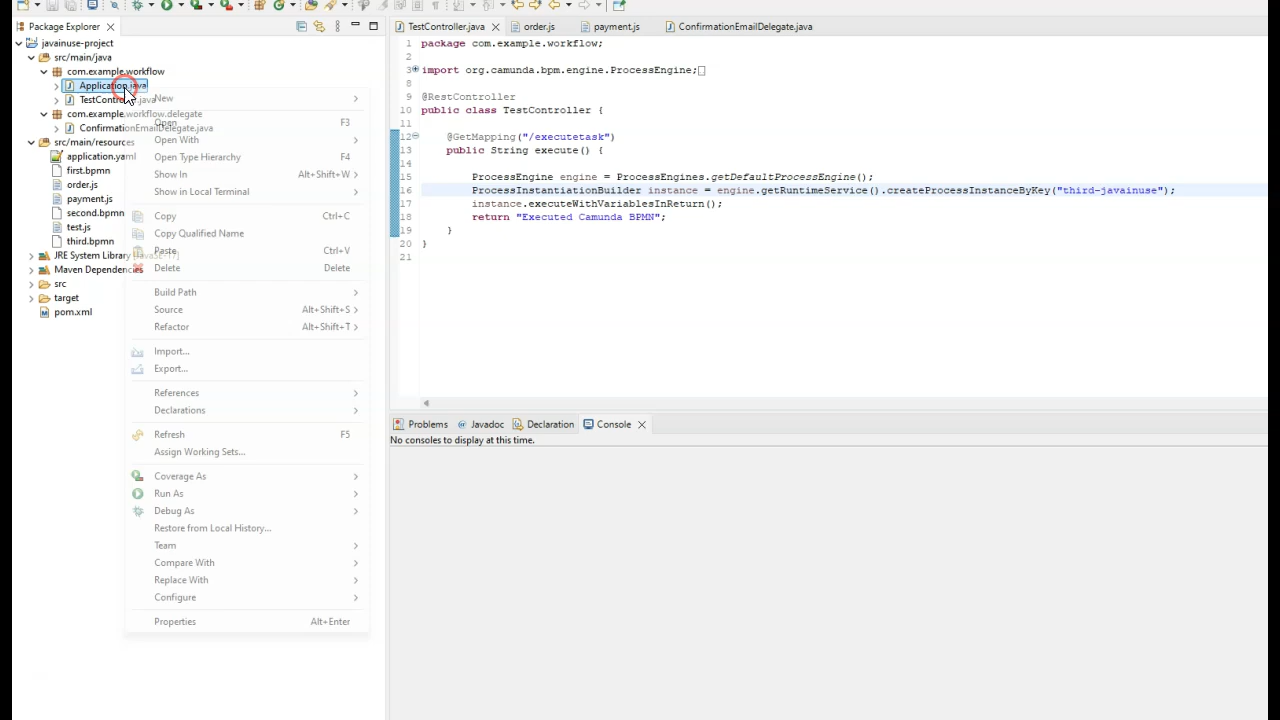 Package Explorer
javainuse-project
src/main/java
com.example.workflow
Application.java
TestController.java
com.example.workflow.delegate
ConfirmationEmailDelegate.java
src/main/resources
application.yaml
first.bpmn
order.js
payment.js
second.bpmn
test.js
third.bpmn
JRE System Library [JavaSE-17]
Maven Dependencies
src
target
pom.xml
New
Open F3
Open With
Open Type Hierarchy F4
Show In Alt+Shift+W
Show in Local Terminal
Copy Ctrl+C
Copy Qualified Name
Paste Ctrl+V
Delete Delete
Build Path
Source Alt+Shift+S
Refactor Alt+Shift+T
Import...
Export...
References
Declarations
Refresh F5
Assign Working Sets...
Coverage As
Run As
Debug As
Restore from Local History...
Team
Compare With
Replace With
Configure
Properties Alt+Enter
TestController.java order.js payment.js ConfirmationEmailDelegate.java
1 package com.example.workflow;
2
3 import org.camunda.bpm.engine.ProcessEngine;
8
9 @RestController
10 public class TestController {
11
12 @GetMapping("/executetask")
13 public String execute() {
14
15 ProcessEngine engine = ProcessEngines.getDefaultProcessEngine();
16 ProcessInstantiationBuilder instance = engine.getRuntimeService().createProcessInstanceByKey("third-javainuse");
17 instance.executeWithVariablesInReturn();
18 return "Executed Camunda BPMN";
19 }
20 }
21
Problems Javadoc Declaration Console
No consoles to display at this time.